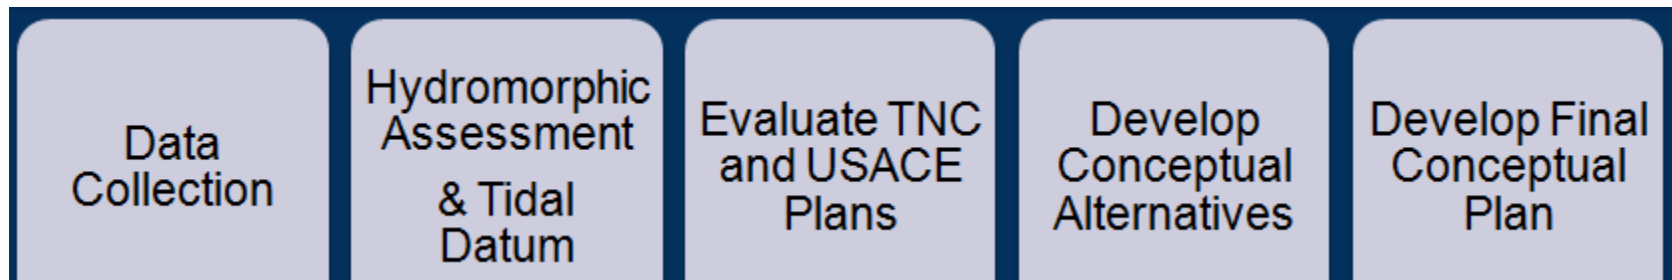 Data
Collection
Hydromorphic
Assessment
& Tidal
Datum
Evaluate TNC
and USACE
Plans
Develop
Conceptual
Alternatives
Develop Final
Conceptual
Plan